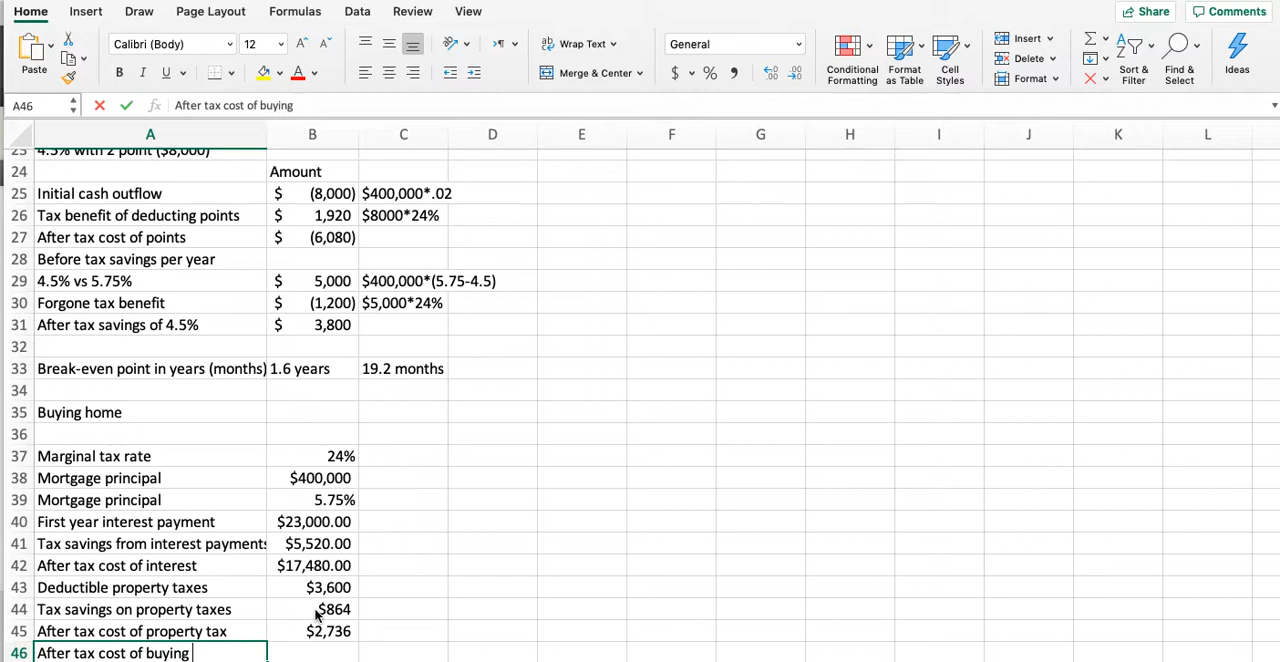 Home Insert Draw Page Layout Formulas Data Review View Share Comments
Paste
Calibri (Body) 12 A^ A˅
B I U A
Wrap Text
Merge & Center
General
$ % 9
Conditional Formatting
Format as Table
Cell Styles
Insert
Delete
Format
Sort & Filter
Find & Select
Ideas
A46 fx After tax cost of buying
A B C D E F G H I J K L
23 4.5% with 2 point ($8,000)
24 Amount
25 Initial cash outflow $ (8,000) $400,000*.02
26 Tax benefit of deducting points $ 1,920 $8000*24%
27 After tax cost of points $ (6,080)
28 Before tax savings per year
29 4.5% vs 5.75% $ 5,000 $400,000*(5.75-4.5)
30 Forgone tax benefit $ (1,200) $5,000*24%
31 After tax savings of 4.5% $ 3,800
32
33 Break-even point in years (months) 1.6 years 19.2 months
34
35 Buying home
36
37 Marginal tax rate 24%
38 Mortgage principal $400,000
39 Mortgage principal 5.75%
40 First year interest payment $23,000.00
41 Tax savings from interest payments $5,520.00
42 After tax cost of interest $17,480.00
43 Deductible property taxes $3,600
44 Tax savings on property taxes $864
45 After tax cost of property tax $2,736
46 After tax cost of buying